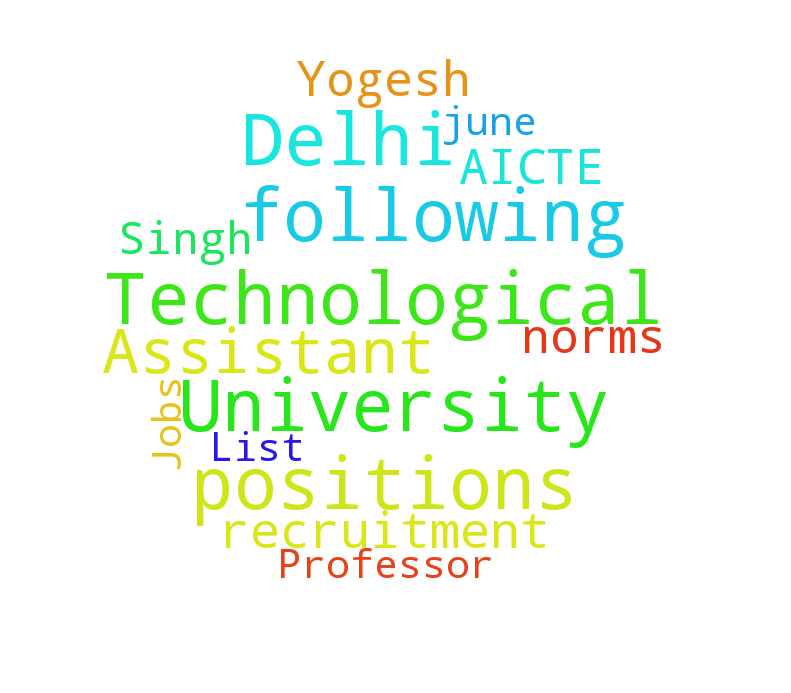 Yogesh
Delhi
june
AICTE
following
Singh
Technological
norms
Assistant
University
Jobs
List
positions
recruitment
Professor